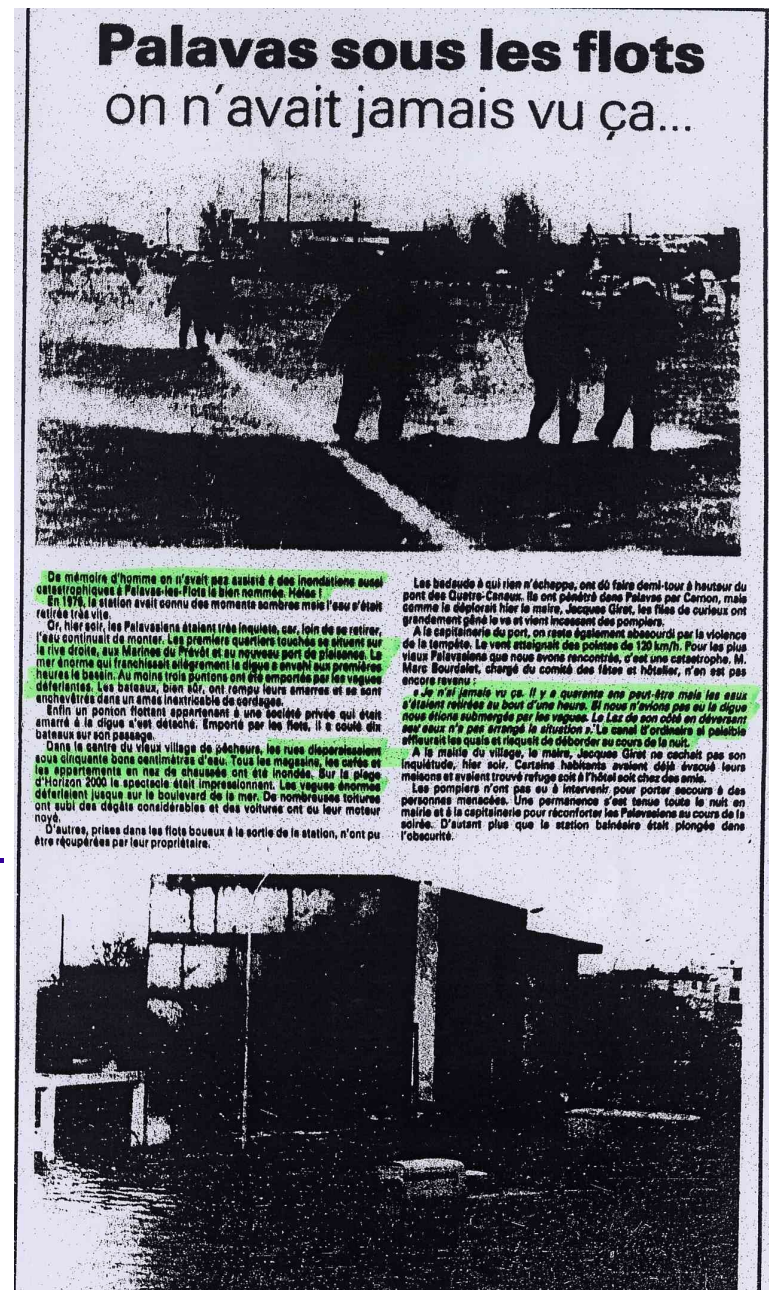 Palavas sous les flots
on n'avait jamais vu ça...
De mémoire d'homme on n'avait pas assisté à des inondations aussi
catastrophiques à Palavas-les-Flots le bien nommée. Hélas !
En 1976, la station avait connu des moments sombres mais l'eau s'était
retirée très vite.
Or, hier soir, les Palavasiens étaient très inquiets, car, loin de se retirer,
l'eau continuait de monter. Les premiers quartiers touchés se situent sur
la rive droite, aux Marines du Prévôt et au nouveau port de plaisance. La
mer énorme qui franchissait allègrement la digue a envahi aux premières
heures le bassin. Au moins trois pontons ont été emportés par les vagues
déferlantes. Les bateaux, bien sûr, ont rompu leurs amarres et se sont
enchevêtrés dans un amas inextricable de cordages.
Enfin un ponton flottant appartenant à une société privée qui était
amarré à la digue s'est détaché. Emporté par les flots, il a coulé dix
bateaux sur son passage.
Dans le centre du vieux village de pêcheurs, les rues disparaissaient
sous cinquante bons centimètres d'eau. Tous les magasins, les cafés et
les appartements en rez de chaussée ont été inondés. Sur la plage
d'Horizon 2000 le spectacle était impressionnant. Les vagues énormes
déferlaient jusque sur le boulevard de la mer. De nombreuses toitures
ont subi des dégâts considérables et des voitures ont eu leur moteur
noyé.
D'autres, prises dans les flots boueux à la sortie de la station, n'ont pu
être récupérées par leur propriétaire.
Les badauds à qui rien n'échappe, ont dû faire demi-tour à hauteur du
pont des Quatre-Canaux. Ils ont pénétré dans Palavas par Carnon, mais
comme le déplorait hier le maire, Jacques Giret, les files de curieux ont
grandement gêné le va et vient incessant des pompiers.
A la capitainerie du port, on reste également abasourdi par la violence
de la tempête. Le vent atteignait des pointes de 120 km/h. Pour les plus
vieux Palavasiens que nous avons rencontrés, c'est une catastrophe. M.
Marc Bourdelet, chargé du comité des fêtes et hôtelier, n'en est pas
encore revenu :
« Je n'ai jamais vu ça. Il y a quarante ans peut-être mais les eaux
s'étaient retirées au bout d'une heure. Si nous n'avions pas eu la digue
nous étions submergés par les vagues. Le Lez de son côté en déversant
ses eaux n'a pas arrangé la situation ». Le canal d'ordinaire si paisible
affleurait les quais et risquait de déborder au cours de la nuit.
A la mairie du village, le maire, Jacques Giret ne cachait pas son
inquiétude, hier soir. Certains habitants avaient déjà évacué leurs
maisons et avaient trouvé refuge soit à l'hôtel soit chez des amis.
Les pompiers n'ont pas eu à intervenir pour porter secours à des
personnes menacées. Une permanence s'est tenue toute la nuit en
mairie et à la capitainerie pour réconforter les Palavasiens au cours de la
soirée. D'autant plus que la station balnéaire était plongée dans
l'obscurité.